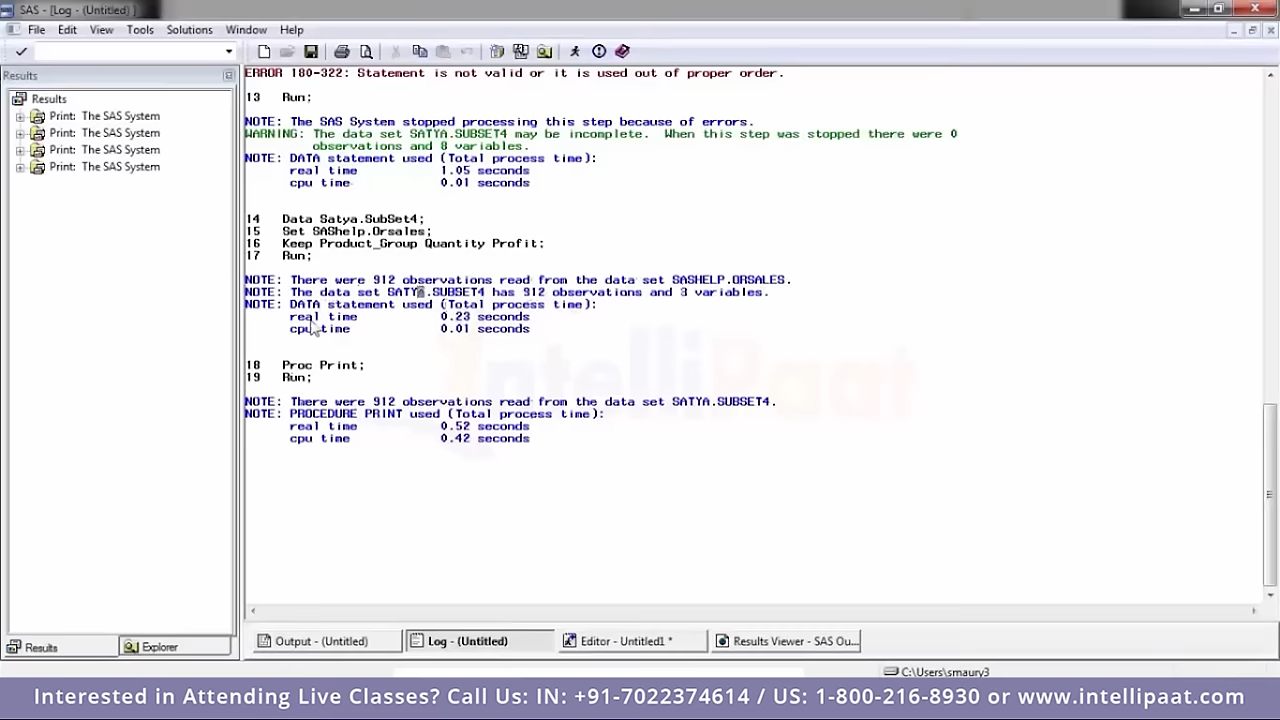 SAS - [Log - (Untitled) ]
File Edit View Tools Solutions Window Help
Results
Results
Print: The SAS System
Print: The SAS System
Print: The SAS System
Print: The SAS System
ERROR 180-322: Statement is not valid or it is used out of proper order.
13 Run;
NOTE: The SAS System stopped processing this step because of errors.
WARNING: The data set SATYA.SUBSET4 may be incomplete. When this step was stopped there were 0
observations and 8 variables.
NOTE: DATA statement used (Total process time):
real time 1.05 seconds
cpu time 0.01 seconds
14 Data Satya.SubSet4;
15 Set SAShelp.Orsales;
16 Keep Product_Group Quantity Profit;
17 Run;
NOTE: There were 912 observations read from the data set SASHELP.ORSALES.
NOTE: The data set SATYA.SUBSET4 has 912 observations and 3 variables.
NOTE: DATA statement used (Total process time):
real time 0.23 seconds
cpu time 0.01 seconds
18 Proc Print;
19 Run;
NOTE: There were 912 observations read from the data set SATYA.SUBSET4.
NOTE: PROCEDURE PRINT used (Total process time):
real time 0.52 seconds
cpu time 0.42 seconds
IntelliPaat
Results Explorer
Output - (Untitled) Log - (Untitled) Editor - Untitled1 * Results Viewer - SAS Ou...
C:\Users\smaury3
Interested in Attending Live Classes? Call Us: IN: +91-7022374614 / US: 1-800-216-8930 or www.intellipaat.com